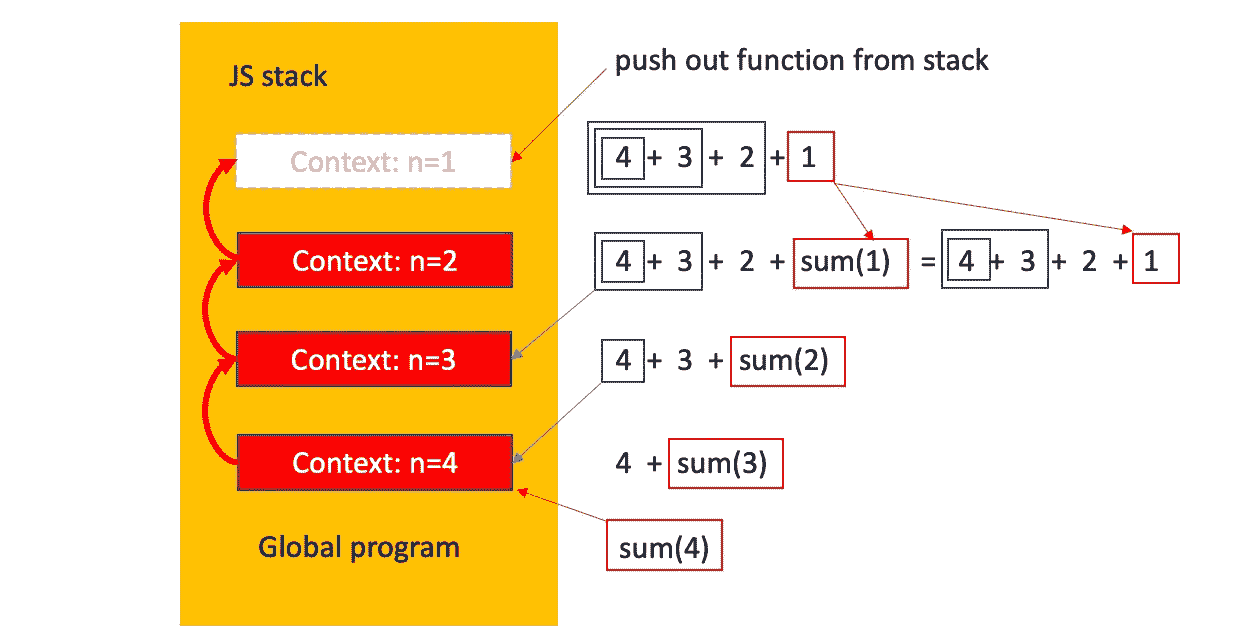 push out function from stack
JS stack
Context: n=1
4 + 3 + 2 + 1
Context: n=2
4 + 3 + 2 + sum(1) = 4 + 3 + 2 + 1
Context: n=3
4 + 3 + sum(2)
Context: n=4
4 + sum(3)
Global program
sum(4)